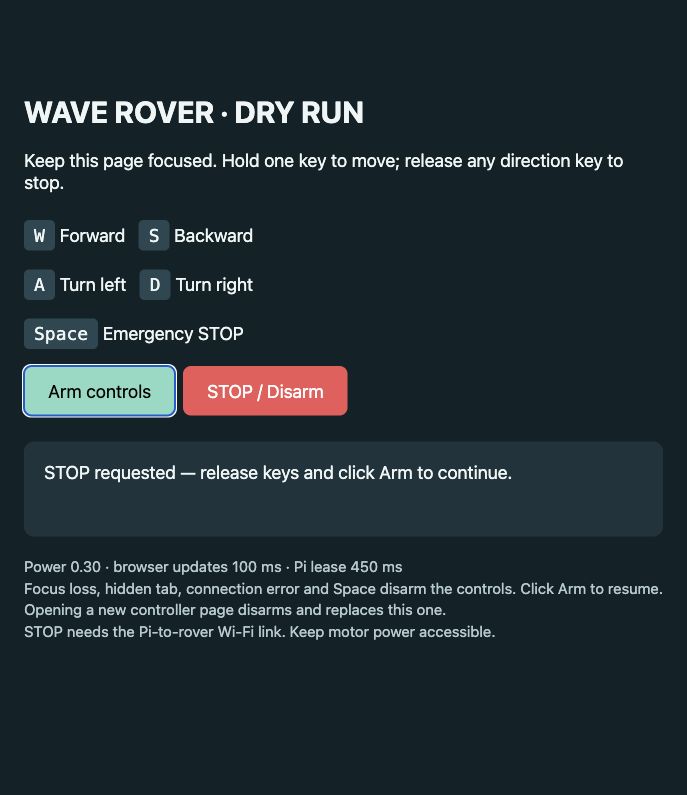 WAVE ROVER · DRY RUN
Keep this page focused. Hold one key to move; release any direction key to
stop.
W Forward S Backward
A Turn left D Turn right
Space Emergency STOP
Arm controls STOP / Disarm
STOP requested — release keys and click Arm to continue.
Power 0.30 · browser updates 100 ms · Pi lease 450 ms
Focus loss, hidden tab, connection error and Space disarm the controls. Click Arm to resume.
Opening a new controller page disarms and replaces this one.
STOP needs the Pi-to-rover Wi-Fi link. Keep motor power accessible.